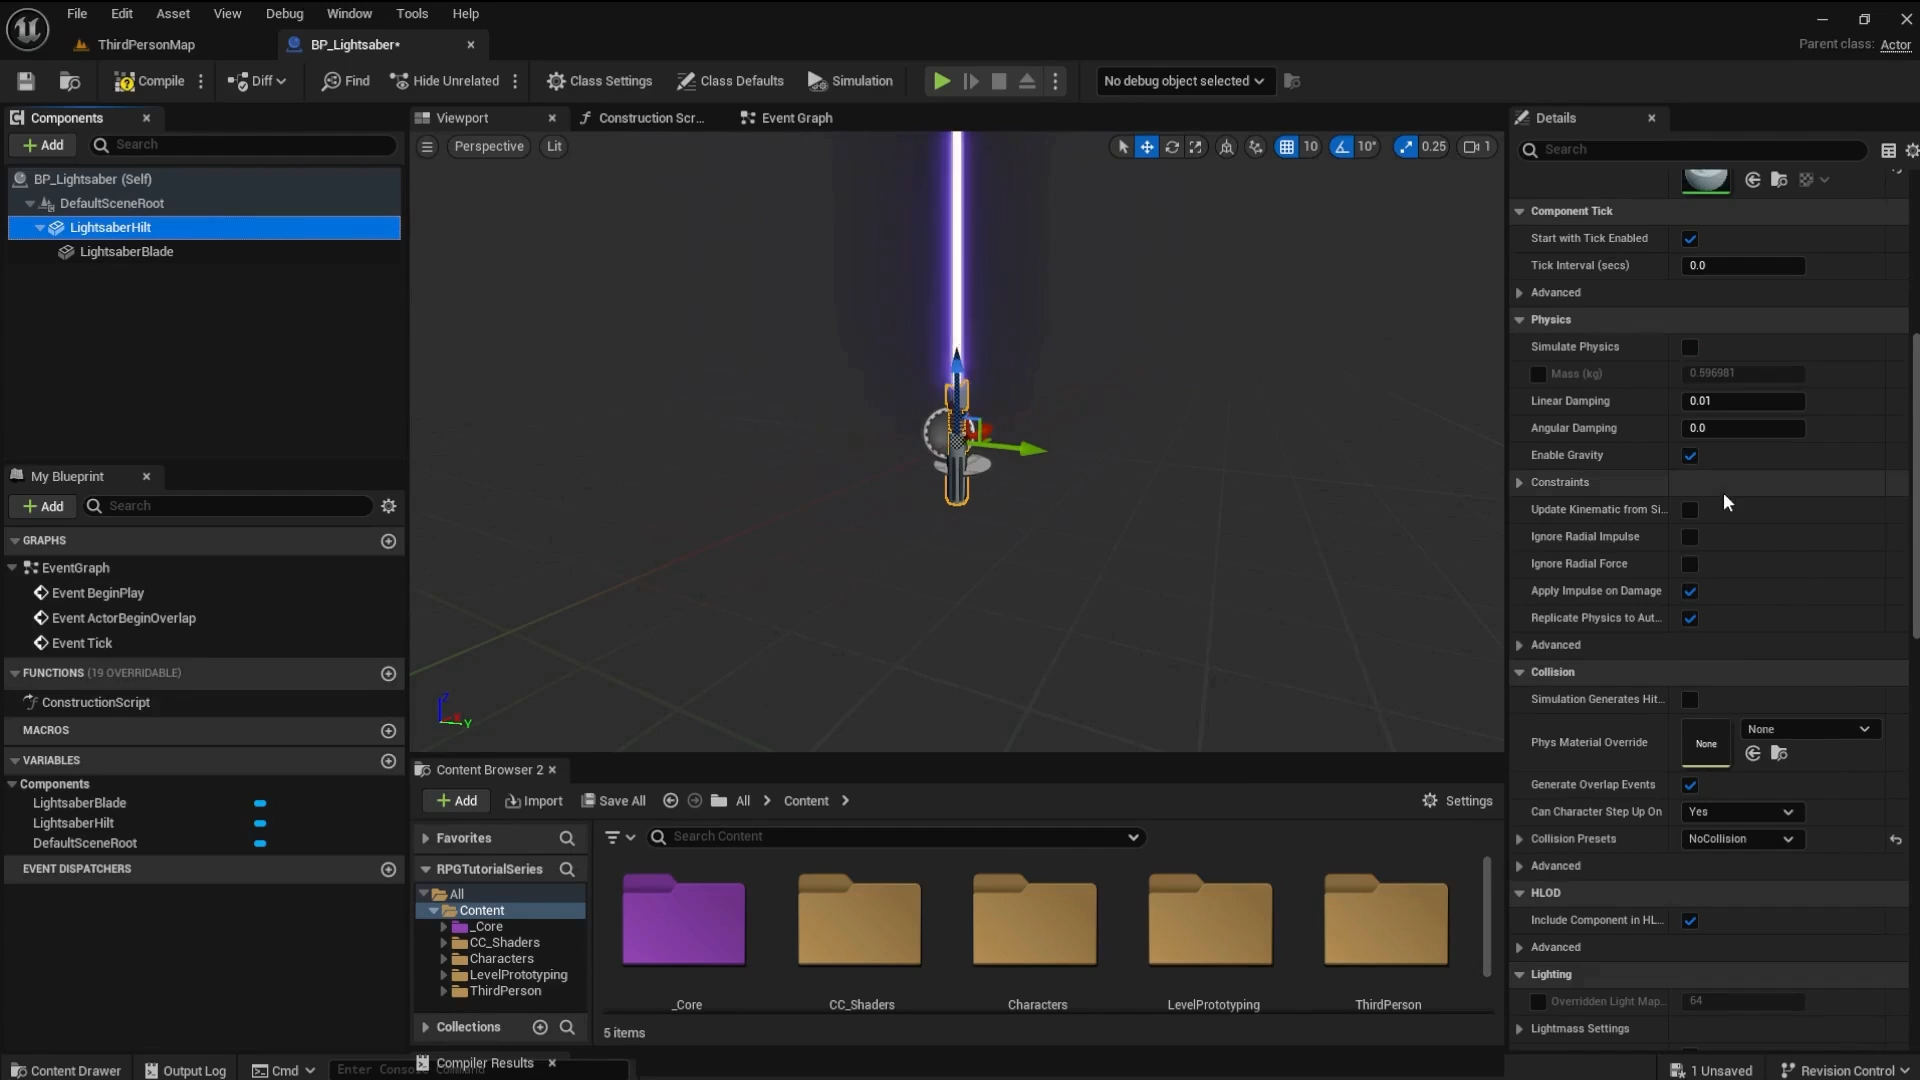 File Edit Asset View Debug Window Tools Help
ThirdPersonMap
BP_Lightsaber*
Parent class: Actor
Compile
Diff
Find
Hide Unrelated
Class Settings
Class Defaults
Simulation
No debug object selected
Components
Add
Search
BP_Lightsaber (Self)
DefaultSceneRoot
LightsaberHilt
LightsaberBlade
My Blueprint
Add
Search
GRAPHS
EventGraph
Event BeginPlay
Event ActorBeginOverlap
Event Tick
FUNCTIONS (19 OVERRIDABLE)
ConstructionScript
MACROS
VARIABLES
Components
LightsaberBlade
LightsaberHilt
DefaultSceneRoot
EVENT DISPATCHERS
Viewport
Construction Scr...
Event Graph
Perspective
Lit
10
10°
0.25
1
Z
Y
Content Browser 2
Add
Import
Save All
All
Content
Settings
Favorites
Search Content
RPGTutorialSeries
All
Content
_Core
CC_Shaders
Characters
LevelPrototyping
ThirdPerson
Collections
_Core
CC_Shaders
Characters
LevelPrototyping
ThirdPerson
5 items
Details
Search
Component Tick
Start with Tick Enabled
Tick Interval (secs) 0.0
Advanced
Physics
Simulate Physics
Mass (kg) 0.596981
Linear Damping 0.01
Angular Damping 0.0
Enable Gravity
Constraints
Update Kinematic from Si...
Ignore Radial Impulse
Ignore Radial Force
Apply Impulse on Damage
Replicate Physics to Aut...
Advanced
Collision
Simulation Generates Hit...
Phys Material Override None None
Generate Overlap Events
Can Character Step Up On Yes
Collision Presets NoCollision
Advanced
HLOD
Include Component in HL...
Advanced
Lighting
Overridden Light Map... 64
Lightmass Settings
Content Drawer
Output Log
Cmd
Enter Conso
Compiler Results
1 Unsaved
Revision Control